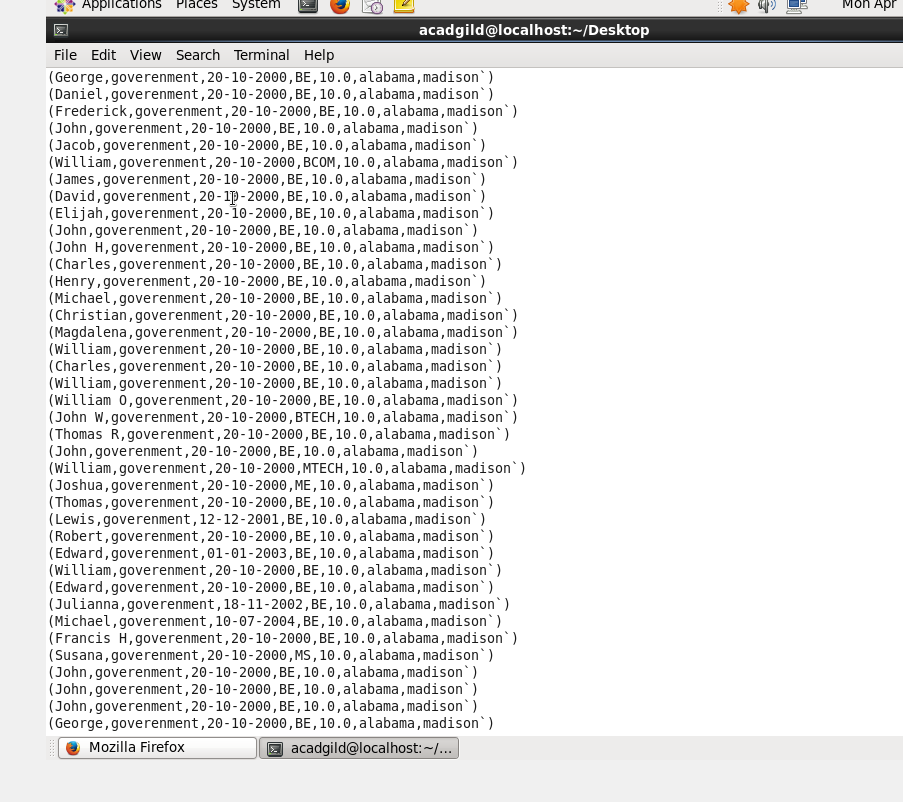 Applications Places System Mon Apr
acadgild@localhost:~/Desktop
File Edit View Search Terminal Help
(George,goverenment,20-10-2000,BE,10.0,alabama,madison`)
(Daniel,goverenment,20-10-2000,BE,10.0,alabama,madison`)
(Frederick,goverenment,20-10-2000,BE,10.0,alabama,madison`)
(John,goverenment,20-10-2000,BE,10.0,alabama,madison`)
(Jacob,goverenment,20-10-2000,BE,10.0,alabama,madison`)
(William,goverenment,20-10-2000,BCOM,10.0,alabama,madison`)
(James,goverenment,20-10-2000,BE,10.0,alabama,madison`)
(David,goverenment,20-10-2000,BE,10.0,alabama,madison`)
(Elijah,goverenment,20-10-2000,BE,10.0,alabama,madison`)
(John,goverenment,20-10-2000,BE,10.0,alabama,madison`)
(John H,goverenment,20-10-2000,BE,10.0,alabama,madison`)
(Charles,goverenment,20-10-2000,BE,10.0,alabama,madison`)
(Henry,goverenment,20-10-2000,BE,10.0,alabama,madison`)
(Michael,goverenment,20-10-2000,BE,10.0,alabama,madison`)
(Christian,goverenment,20-10-2000,BE,10.0,alabama,madison`)
(Magdalena,goverenment,20-10-2000,BE,10.0,alabama,madison`)
(William,goverenment,20-10-2000,BE,10.0,alabama,madison`)
(Charles,goverenment,20-10-2000,BE,10.0,alabama,madison`)
(William,goverenment,20-10-2000,BE,10.0,alabama,madison`)
(William O,goverenment,20-10-2000,BE,10.0,alabama,madison`)
(John W,goverenment,20-10-2000,BTECH,10.0,alabama,madison`)
(Thomas R,goverenment,20-10-2000,BE,10.0,alabama,madison`)
(John,goverenment,20-10-2000,BE,10.0,alabama,madison`)
(William,goverenment,20-10-2000,MTECH,10.0,alabama,madison`)
(Joshua,goverenment,20-10-2000,ME,10.0,alabama,madison`)
(Thomas,goverenment,20-10-2000,BE,10.0,alabama,madison`)
(Lewis,goverenment,12-12-2001,BE,10.0,alabama,madison`)
(Robert,goverenment,20-10-2000,BE,10.0,alabama,madison`)
(Edward,goverenment,01-01-2003,BE,10.0,alabama,madison`)
(William,goverenment,20-10-2000,BE,10.0,alabama,madison`)
(Edward,goverenment,20-10-2000,BE,10.0,alabama,madison`)
(Julianna,goverenment,18-11-2002,BE,10.0,alabama,madison`)
(Michael,goverenment,10-07-2004,BE,10.0,alabama,madison`)
(Francis H,goverenment,20-10-2000,BE,10.0,alabama,madison`)
(Susana,goverenment,20-10-2000,MS,10.0,alabama,madison`)
(John,goverenment,20-10-2000,BE,10.0,alabama,madison`)
(John,goverenment,20-10-2000,BE,10.0,alabama,madison`)
(John,goverenment,20-10-2000,BE,10.0,alabama,madison`)
(George,goverenment,20-10-2000,BE,10.0,alabama,madison`)
Mozilla Firefox acadgild@localhost:~/...